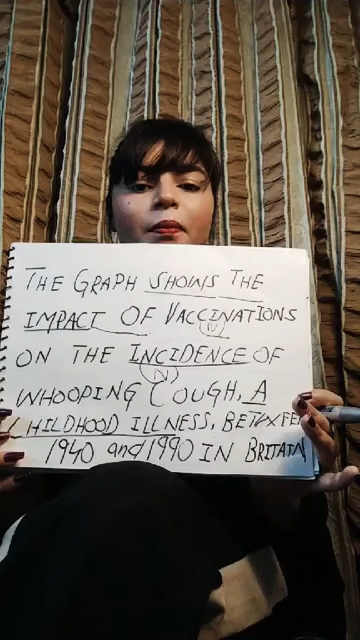 THE GRAPH SHOWS THE
IMPACT OF VACCINATIONS
(N)
ON THE INCIDENCE OF
(N)
WHOOPING COUGH, A
CHILDHOOD ILLNESS, BETWEEN
1940 and 1990 IN BRITAIN